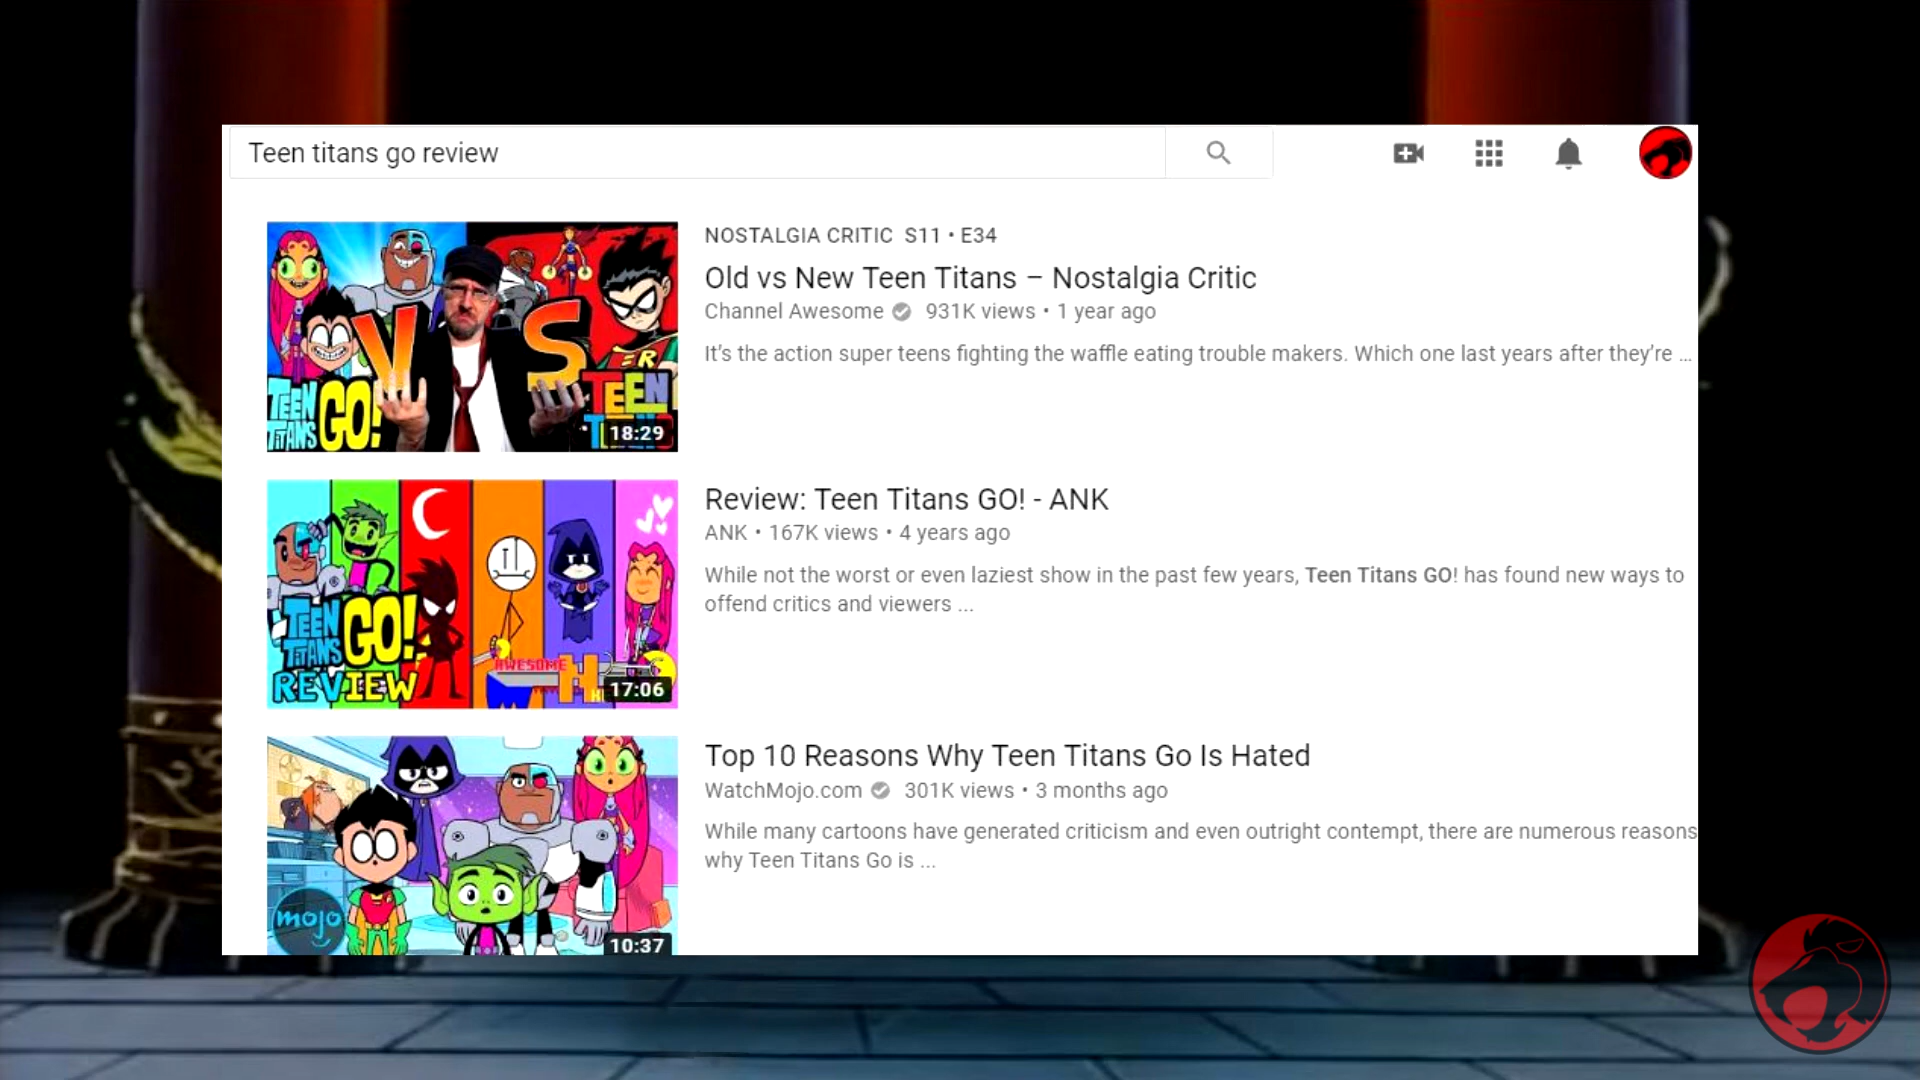 Teen titans go review
NOSTALGIA CRITIC S11 • E34
Old vs New Teen Titans – Nostalgia Critic
Channel Awesome 931K views • 1 year ago
It’s the action super teens fighting the waffle eating trouble makers. Which one last years after they’re ...
V S
TEEN TITANS GO!
TEEN
R
18:29
Review: Teen Titans GO! - ANK
ANK • 167K views • 4 years ago
While not the worst or even laziest show in the past few years, Teen Titans GO! has found new ways to
offend critics and viewers ...
TEEN TITANS GO!
REVIEW
AWESOME
17:06
Top 10 Reasons Why Teen Titans Go Is Hated
WatchMojo.com 301K views • 3 months ago
While many cartoons have generated criticism and even outright contempt, there are numerous reasons
why Teen Titans Go is ...
mojo
10:37